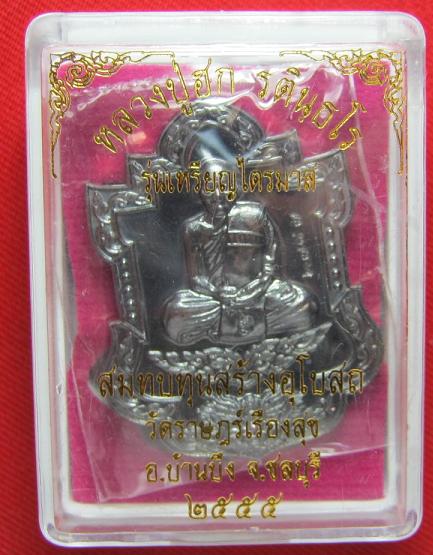 หลวงปู่ฮก รตินฺธโร
รุ่นเหรียญไตรมาส
สมทบทุนสร้างอุโบสถ
วัดราษฎร์เรืองสุข
อ.บ้านบึง จ.ชลบุรี
๒๕๕๕